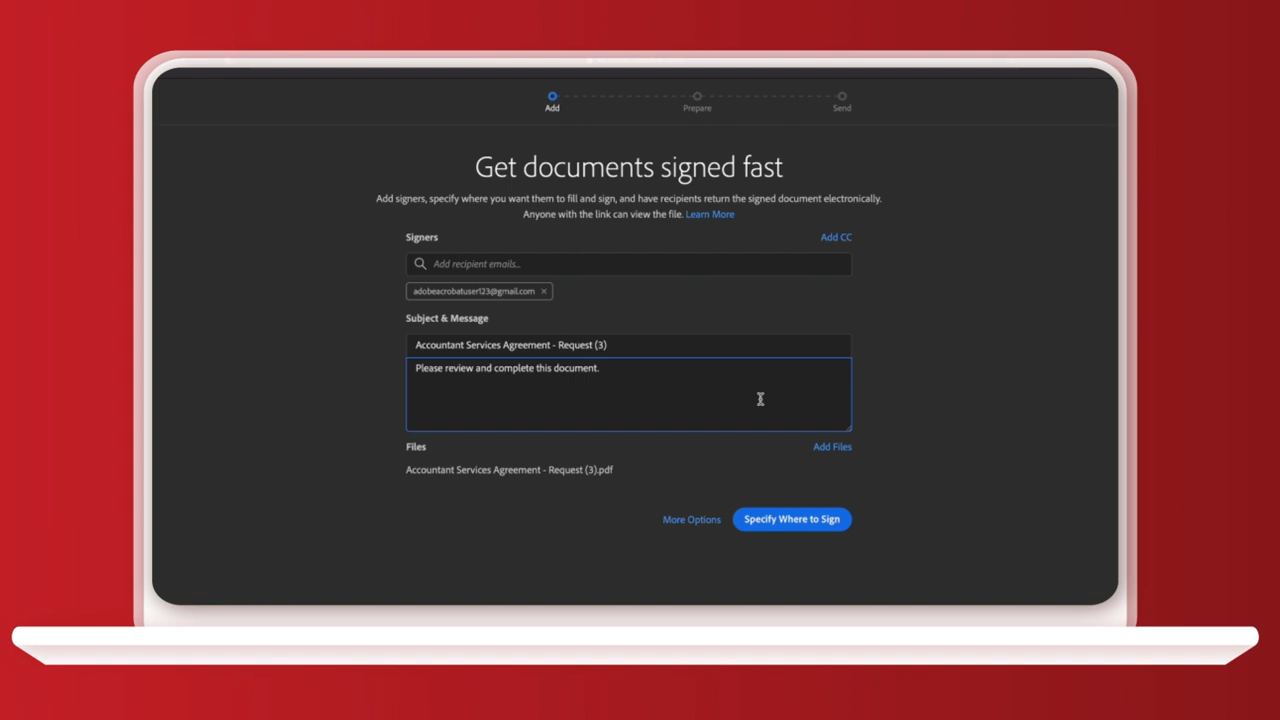 Add
Prepare
Send
Get documents signed fast
Add signers, specify where you want them to fill and sign, and have recipients return the signed document electronically.
Anyone with the link can view the file. Learn More
Signers
Add CC
Add recipient emails...
adobeacrobatuser123@gmail.com ×
Subject & Message
Accountant Services Agreement - Request (3)
Please review and complete this document.
Files
Add Files
Accountant Services Agreement - Request (3).pdf
More Options
Specify Where to Sign